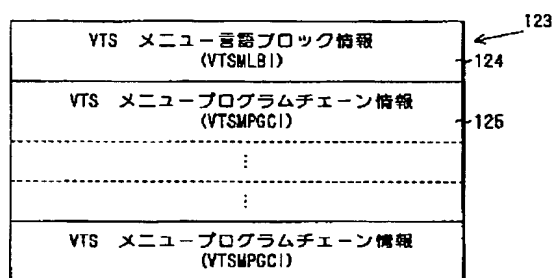 123
VTS メニュー言語ブロック情報
(VTSMLBI)
124
VTS メニュープログラムチェーン情報
(VTSMPGCI)
125
⋮
⋮
VTS メニュープログラムチェーン情報
(VTSMPGCI)